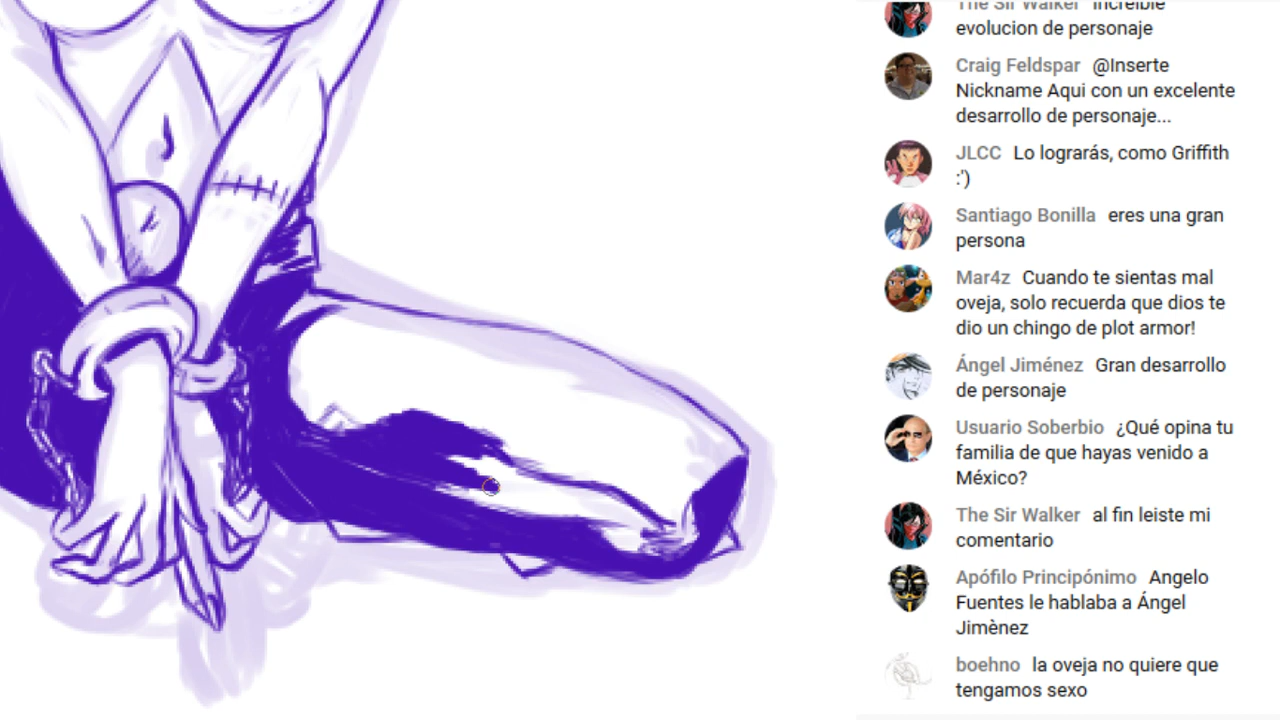 The Sir Walker increible
evolucion de personaje
Craig Feldspar @Inserte
Nickname Aqui con un excelente
desarrollo de personaje...
JLCC Lo lograrás, como Griffith
:')
Santiago Bonilla eres una gran
persona
Mar4z Cuando te sientas mal
oveja, solo recuerda que dios te
dio un chingo de plot armor!
Ángel Jiménez Gran desarrollo
de personaje
Usuario Soberbio ¿Qué opina tu
familia de que hayas venido a
México?
The Sir Walker al fin leiste mi
comentario
Apófilo Principónimo Angelo
Fuentes le hablaba a Ángel
Jimènez
boehno la oveja no quiere que
tengamos sexo